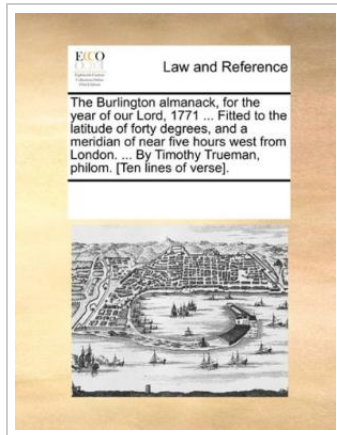 ECCO
Law and Reference
The Burlington almanack, for the
year of our Lord, 1771 ... Fitted to the
latitude of forty degrees, and a
meridian of near five hours west from
London. ... By Timothy Trueman,
philom. [Ten lines of verse].